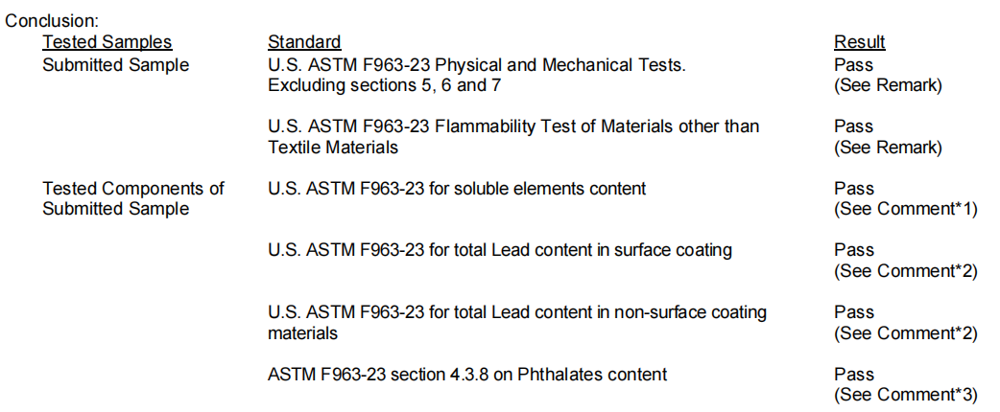 Conclusion:
Tested Samples Standard Result
Submitted Sample U.S. ASTM F963-23 Physical and Mechanical Tests. Pass
Excluding sections 5, 6 and 7 (See Remark)
U.S. ASTM F963-23 Flammability Test of Materials other than Pass
Textile Materials (See Remark)
Tested Components of U.S. ASTM F963-23 for soluble elements content Pass
Submitted Sample (See Comment*1)
U.S. ASTM F963-23 for total Lead content in surface coating Pass
(See Comment*2)
U.S. ASTM F963-23 for total Lead content in non-surface coating Pass
materials (See Comment*2)
ASTM F963-23 section 4.3.8 on Phthalates content Pass
(See Comment*3)